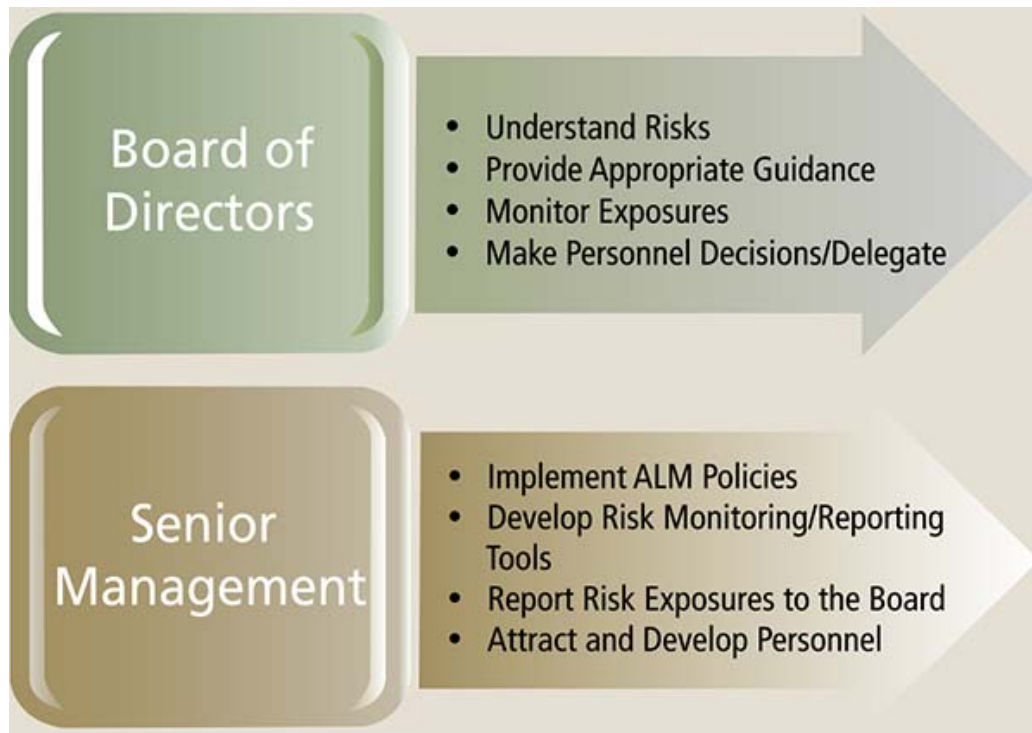 Board of
Directors
• Understand Risks
• Provide Appropriate Guidance
• Monitor Exposures
• Make Personnel Decisions/Delegate
Senior
Management
• Implement ALM Policies
• Develop Risk Monitoring/Reporting
Tools
• Report Risk Exposures to the Board
• Attract and Develop Personnel